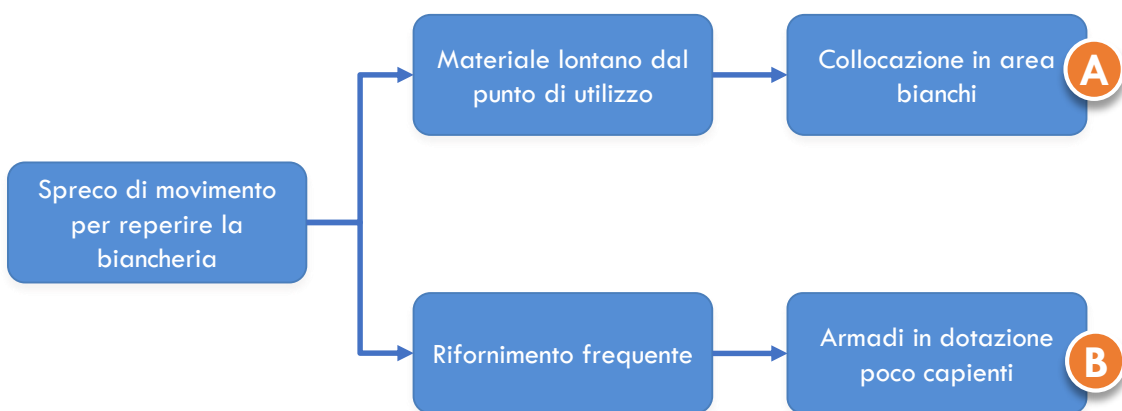 Materiale lontano dal
punto di utilizzo
Collocazione in area
bianchi
A
Spreco di movimento
per reperire la
biancheria
Rifornimento frequente
Armadi in dotazione
poco capienti
B